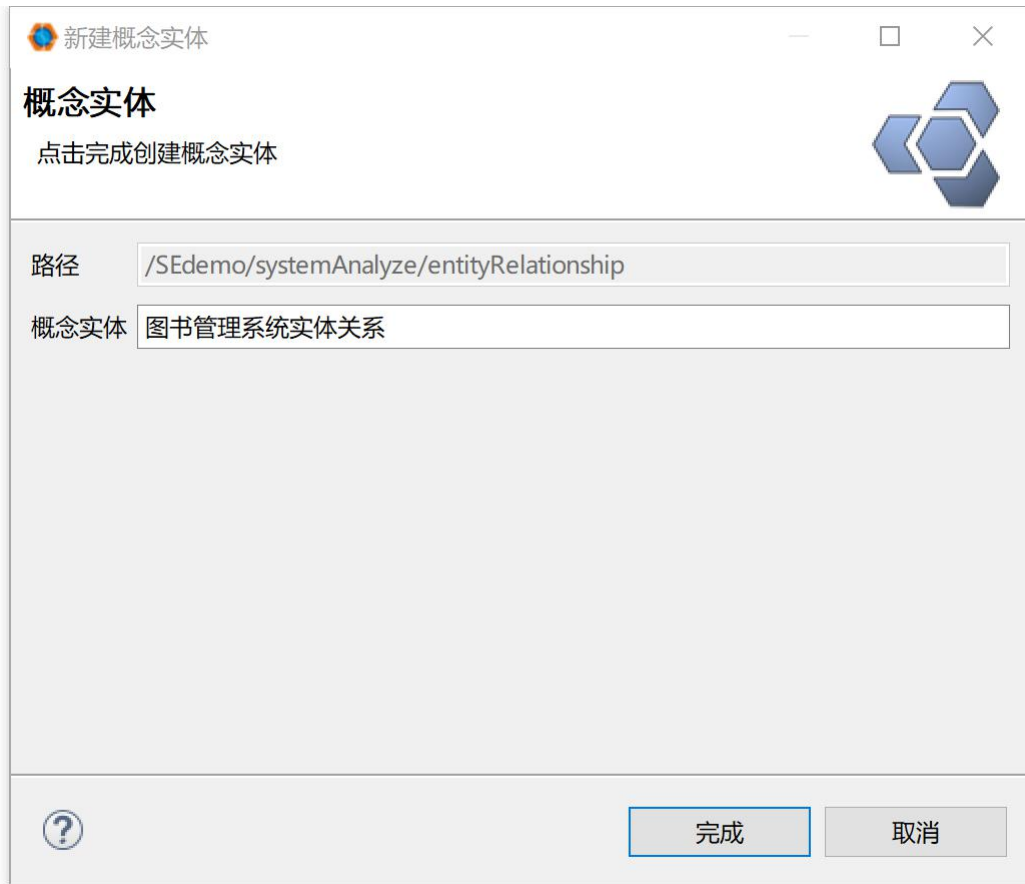 新建概念实体
概念实体
点击完成创建概念实体
路径 /SEdemo/systemAnalyze/entityRelationship
概念实体 图书管理系统实体关系
?
完成 取消